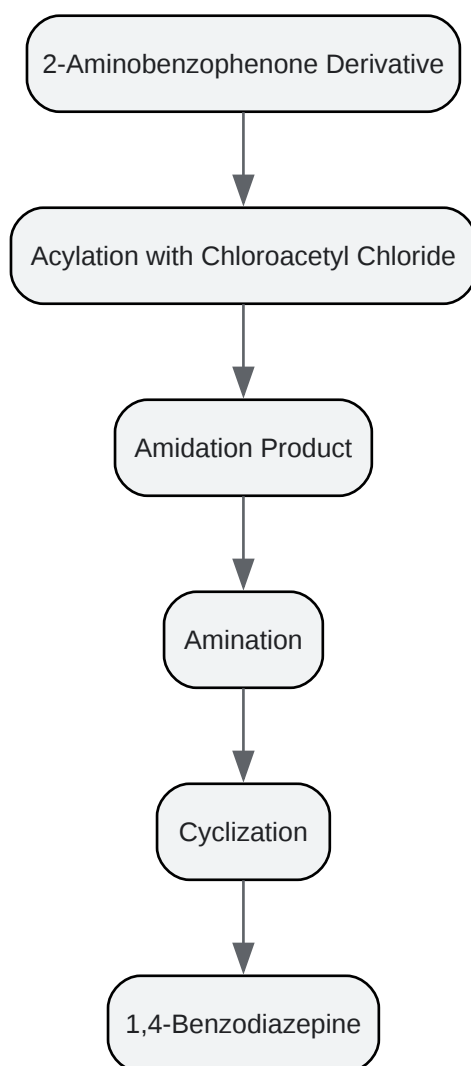 2-Aminobenzophenone Derivative
Acylation with Chloroacetyl Chloride
Amidation Product
Amination
Cyclization
1,4-Benzodiazepine